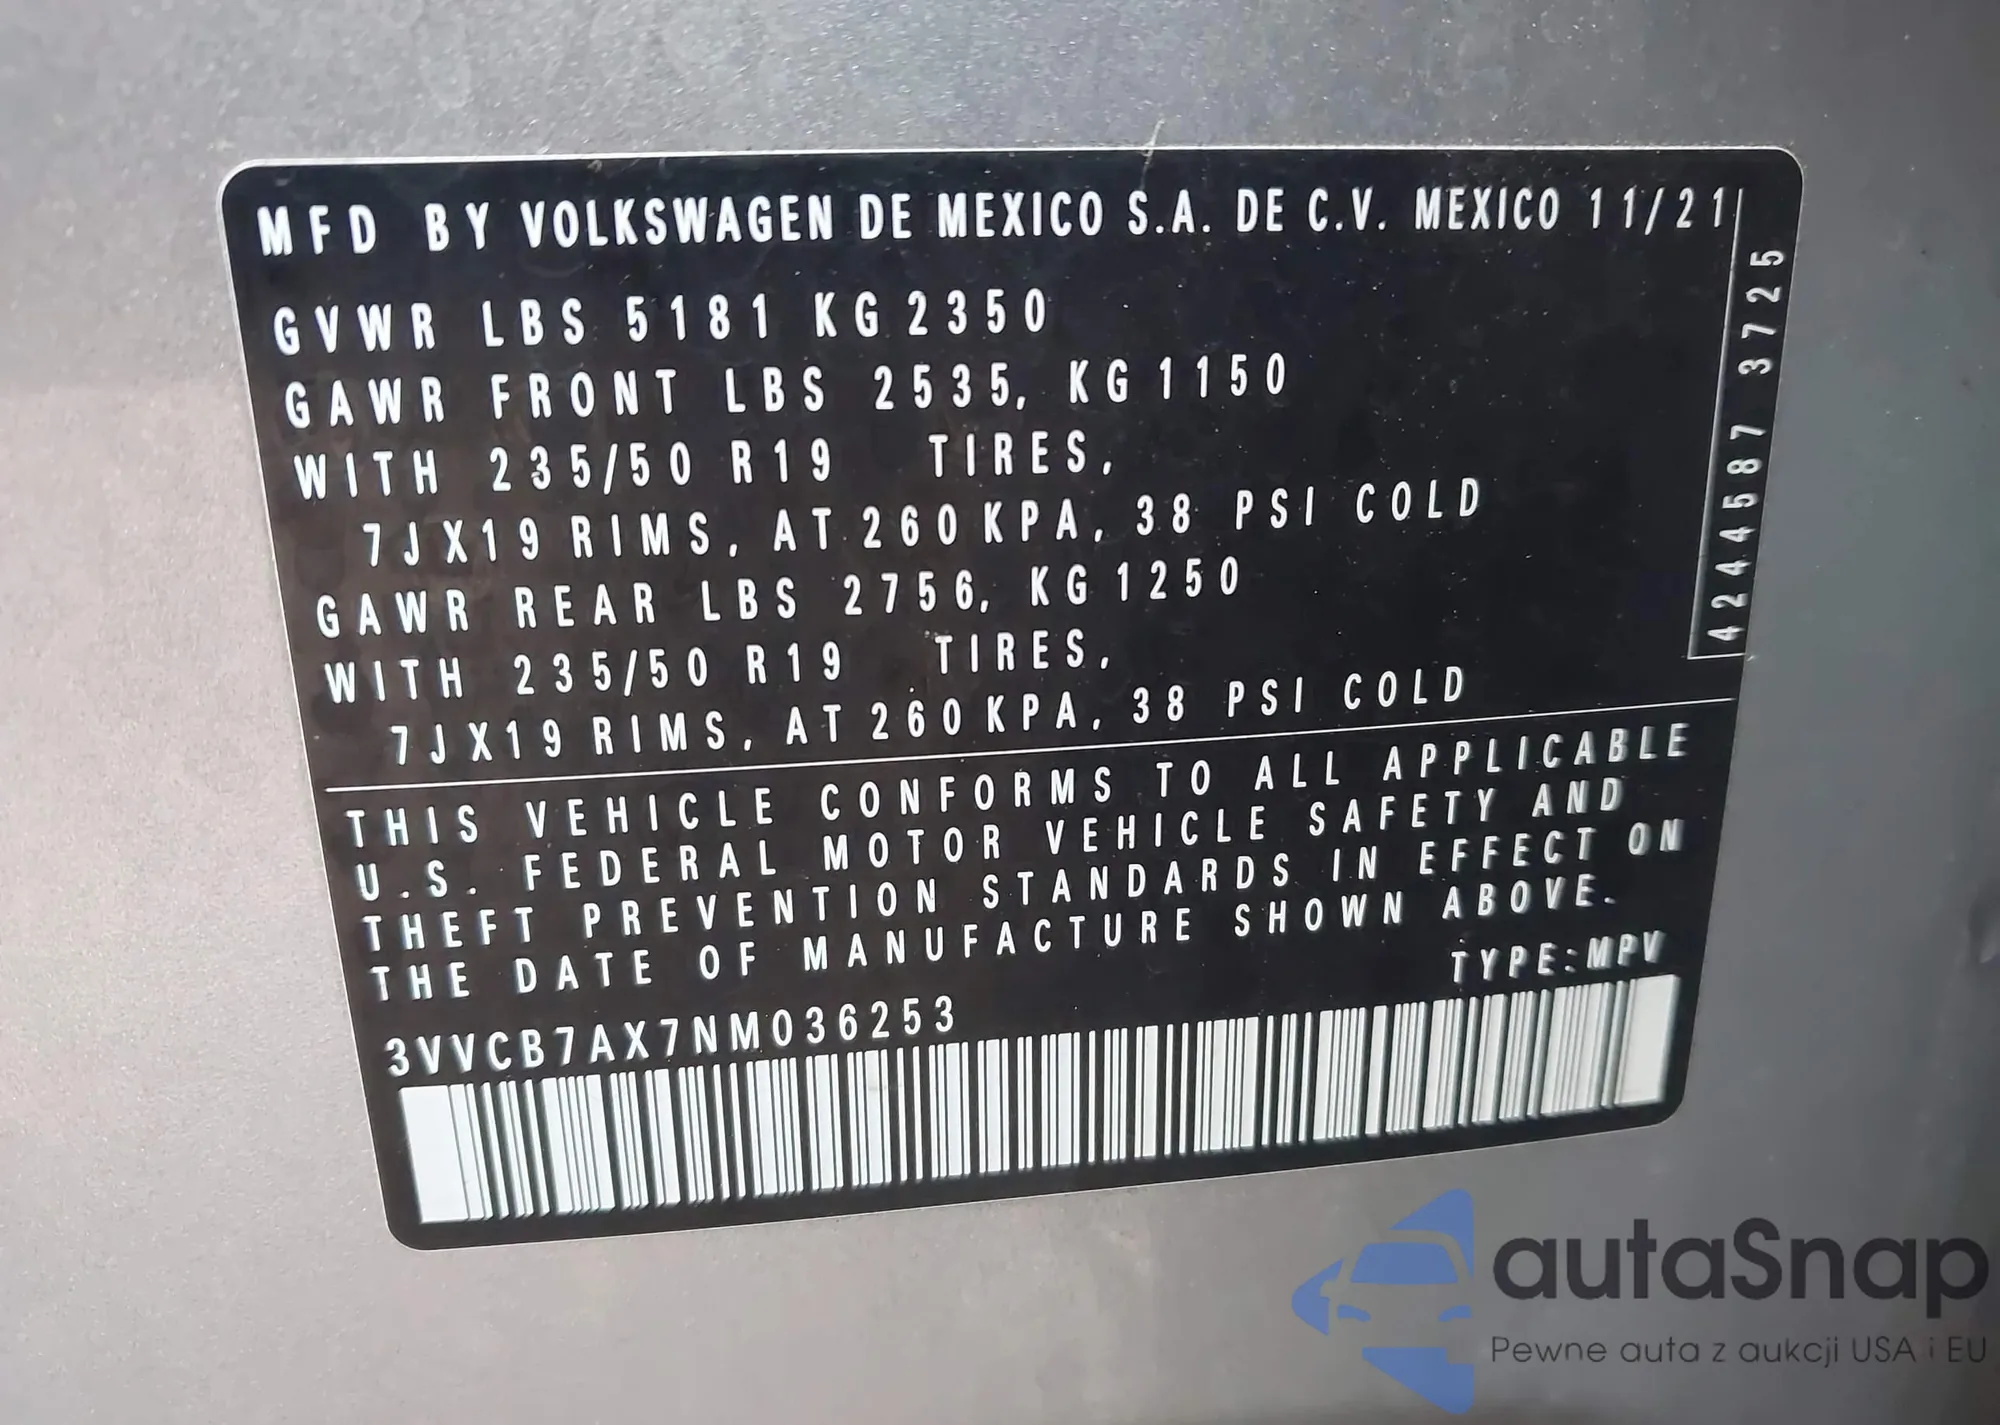 MFD BY VOLKSWAGEN DE MEXICO S.A. DE C.V. MEXICO 11/21
GVWR LBS 5181 KG 2350
GAWR FRONT LBS 2535, KG 1150
WITH 235/50 R19 TIRES,
7JX19 RIMS, AT 260 KPA, 38 PSI COLD
GAWR REAR LBS 2756, KG 1250
WITH 235/50 R19 TIRES,
7JX19 RIMS, AT 260 KPA, 38 PSI COLD
4244587 3725
THIS VEHICLE CONFORMS TO ALL APPLICABLE
U.S. FEDERAL MOTOR VEHICLE SAFETY AND
THEFT PREVENTION STANDARDS IN EFFECT ON
THE DATE OF MANUFACTURE SHOWN ABOVE.
TYPE:MPV
3VVCB7AX7NM036253
autaSnap
Pewne auta z aukcji USA i EU